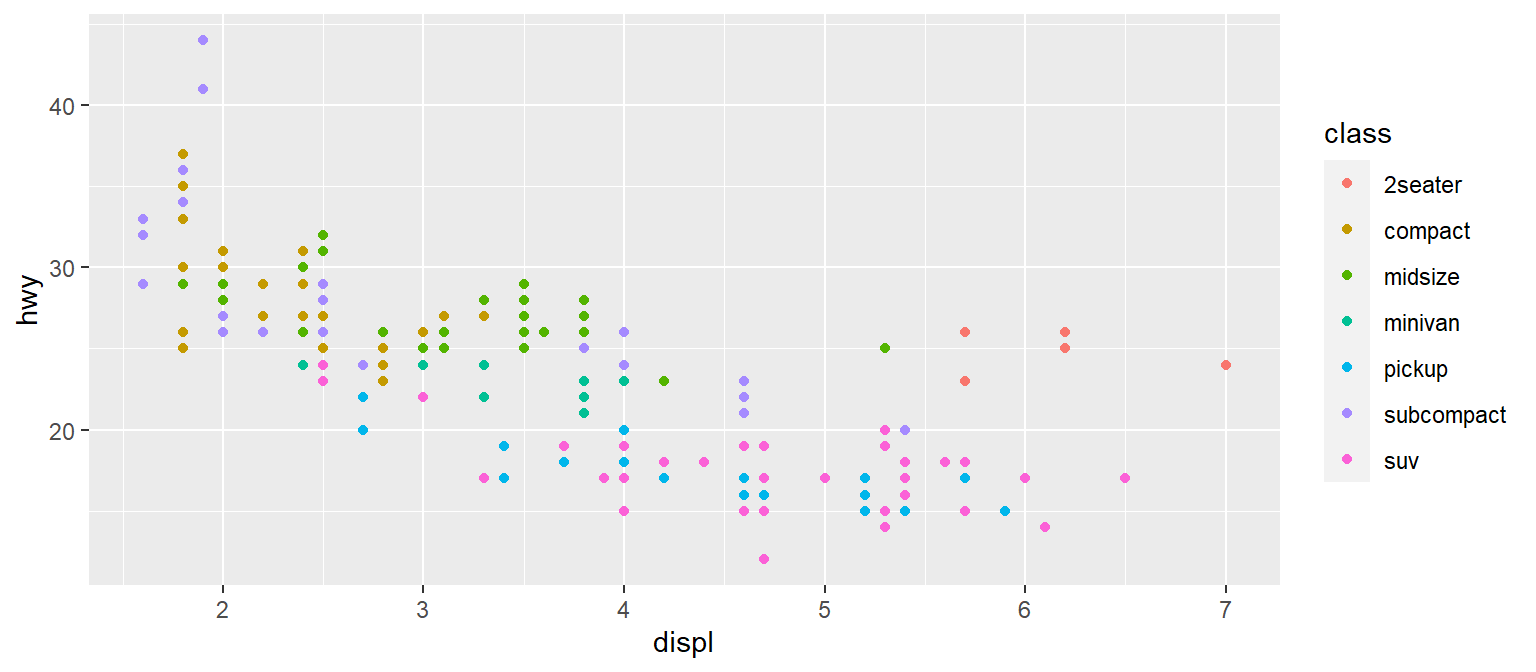 hwy
40
30
20
2 3 4 5 6 7
displ
class
2seater
compact
midsize
minivan
pickup
subcompact
suv